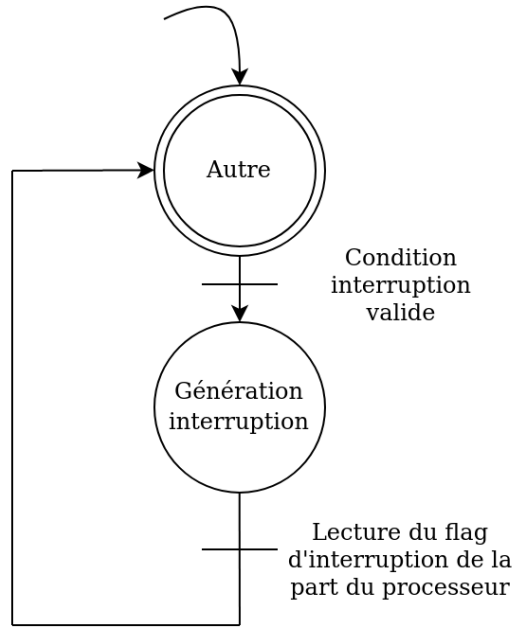 Autre
Condition
interruption
valide
Génération
interruption
Lecture du flag
d'interruption de la
part du processeur